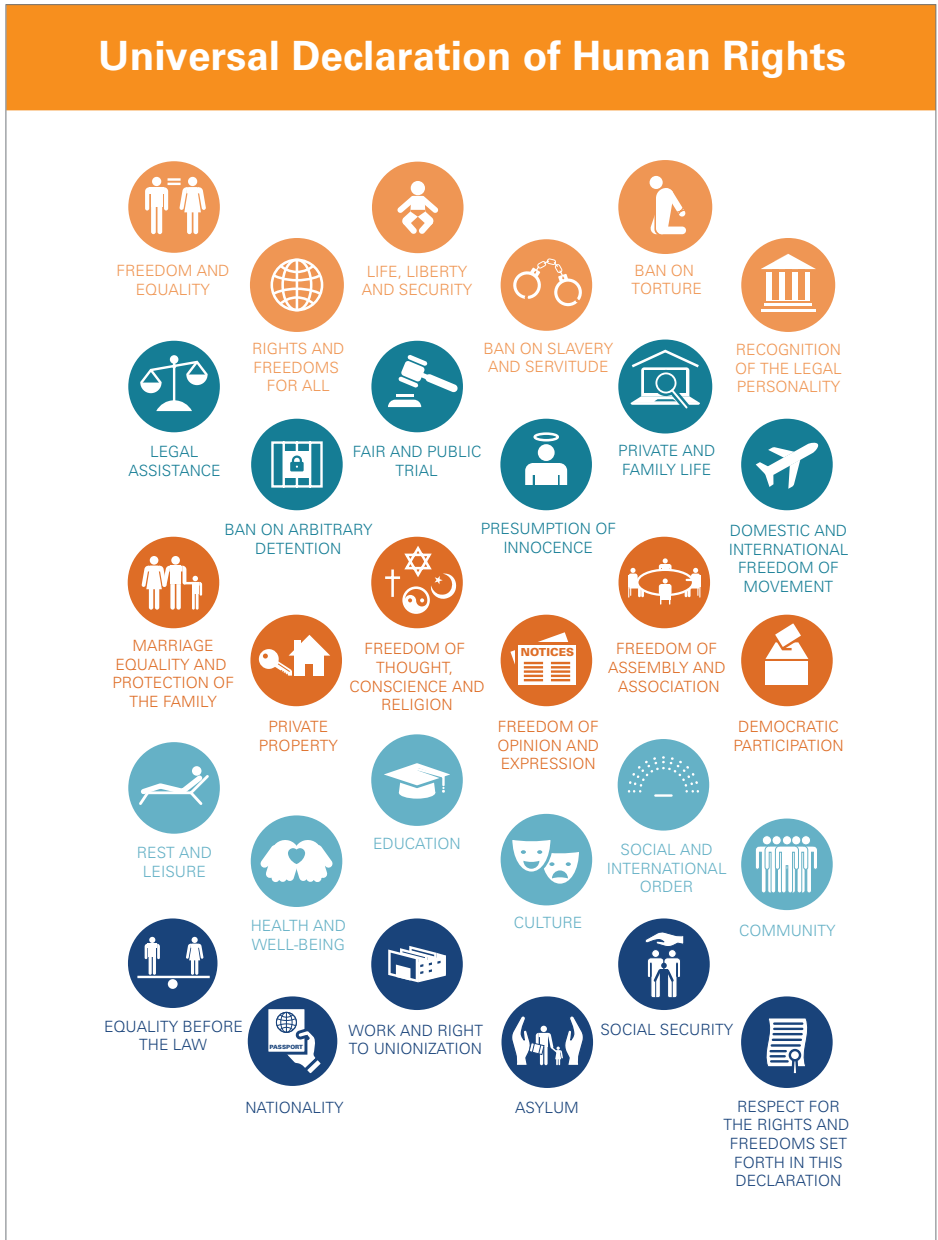 Universal Declaration of Human Rights
FREEDOM AND
EQUALITY
RIGHTS AND
FREEDOMS
FOR ALL
LIFE, LIBERTY
AND SECURITY
BAN ON SLAVERY
AND SERVITUDE
BAN ON
TORTURE
RECOGNITION
OF THE LEGAL
PERSONALITY
LEGAL
ASSISTANCE
BAN ON ARBITRARY
DETENTION
FAIR AND PUBLIC
TRIAL
PRESUMPTION OF
INNOCENCE
PRIVATE AND
FAMILY LIFE
DOMESTIC AND
INTERNATIONAL
FREEDOM OF
MOVEMENT
MARRIAGE
EQUALITY AND
PROTECTION OF
THE FAMILY
PRIVATE
PROPERTY
FREEDOM OF
THOUGHT,
CONSCIENCE AND
RELIGION
NOTICES
FREEDOM OF
OPINION AND
EXPRESSION
FREEDOM OF
ASSEMBLY AND
ASSOCIATION
DEMOCRATIC
PARTICIPATION
REST AND
LEISURE
HEALTH AND
WELL-BEING
EDUCATION
CULTURE
SOCIAL AND
INTERNATIONAL
ORDER
COMMUNITY
EQUALITY BEFORE
THE LAW
PASSPORT
NATIONALITY
WORK AND RIGHT
TO UNIONIZATION
ASYLUM
SOCIAL SECURITY
RESPECT FOR
THE RIGHTS AND
FREEDOMS SET
FORTH IN THIS
DECLARATION